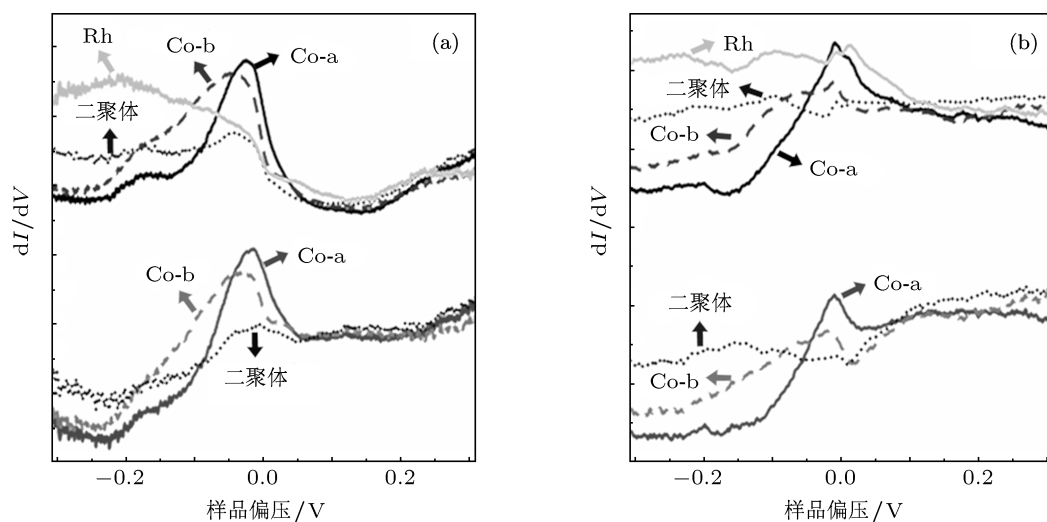 (a)
Rh
Co-b
Co-a
二聚体
Co-b
Co-a
二聚体
dI/dV
−0.2
0.0
0.2
样品偏压/V
(b)
Rh
二聚体
Co-b
Co-a
二聚体
Co-a
Co-b
dI/dV
−0.2
0.0
0.2
样品偏压/V